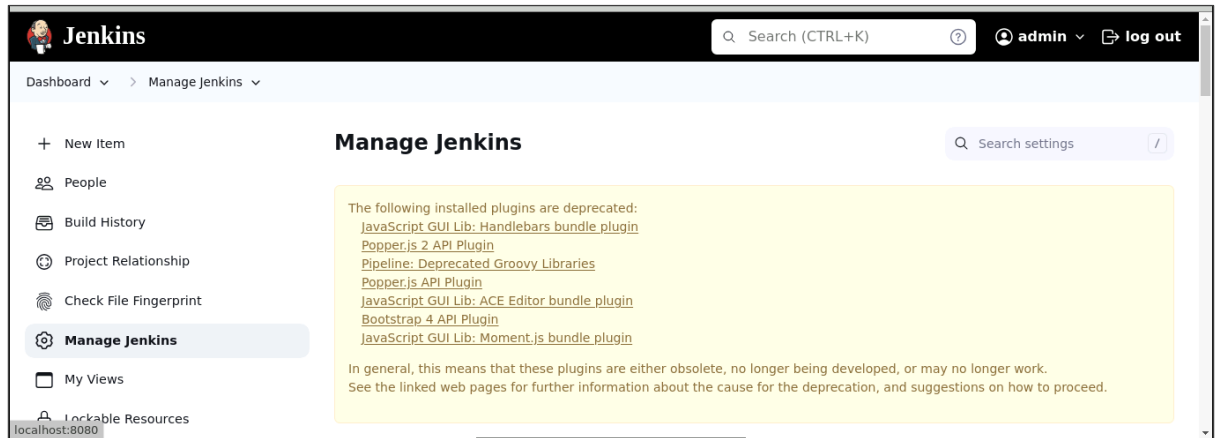 Jenkins
Search (CTRL+K)
admin
log out
Dashboard
Manage Jenkins
New Item
People
Build History
Project Relationship
Check File Fingerprint
Manage Jenkins
My Views
Lockable Resources
localhost:8080
Manage Jenkins
Search settings /
The following installed plugins are deprecated:
JavaScript GUI Lib: Handlebars bundle plugin
Popper.js 2 API Plugin
Pipeline: Deprecated Groovy Libraries
Popper.js API Plugin
JavaScript GUI Lib: ACE Editor bundle plugin
Bootstrap 4 API Plugin
JavaScript GUI Lib: Moment.js bundle plugin
In general, this means that these plugins are either obsolete, no longer being developed, or may no longer work.
See the linked web pages for further information about the cause for the deprecation, and suggestions on how to proceed.